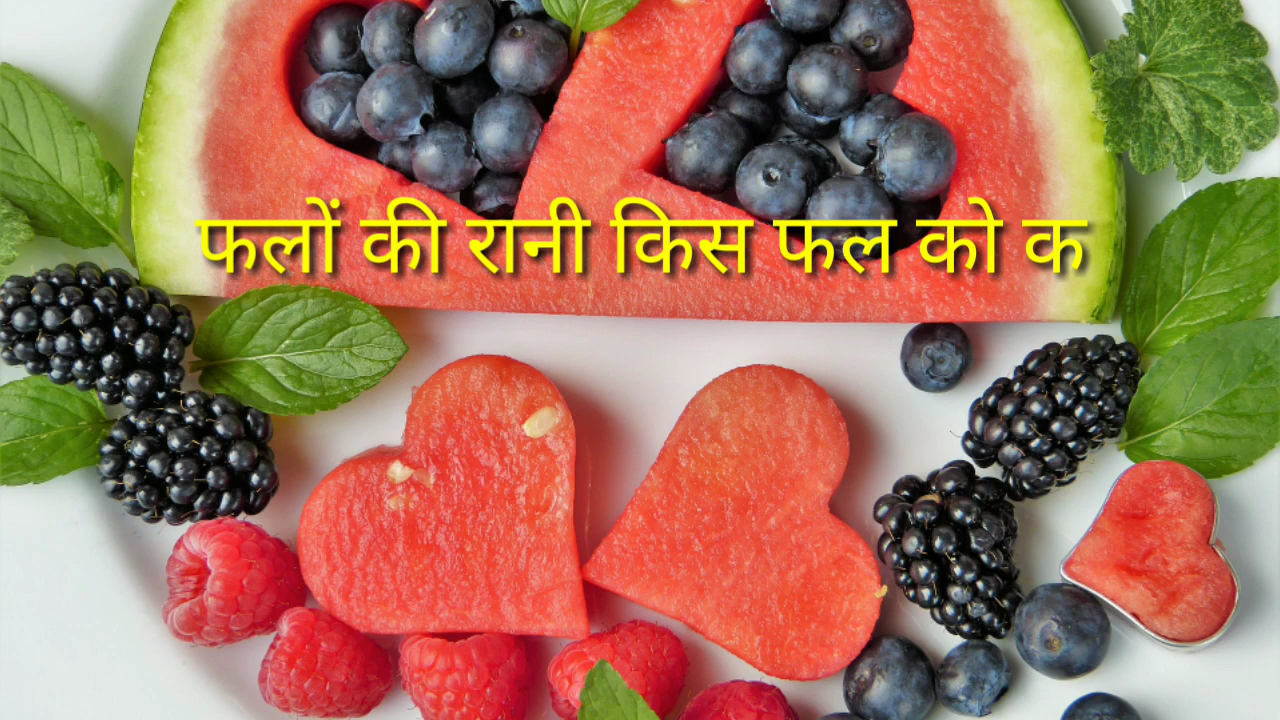 फलों की रानी किस फल को क